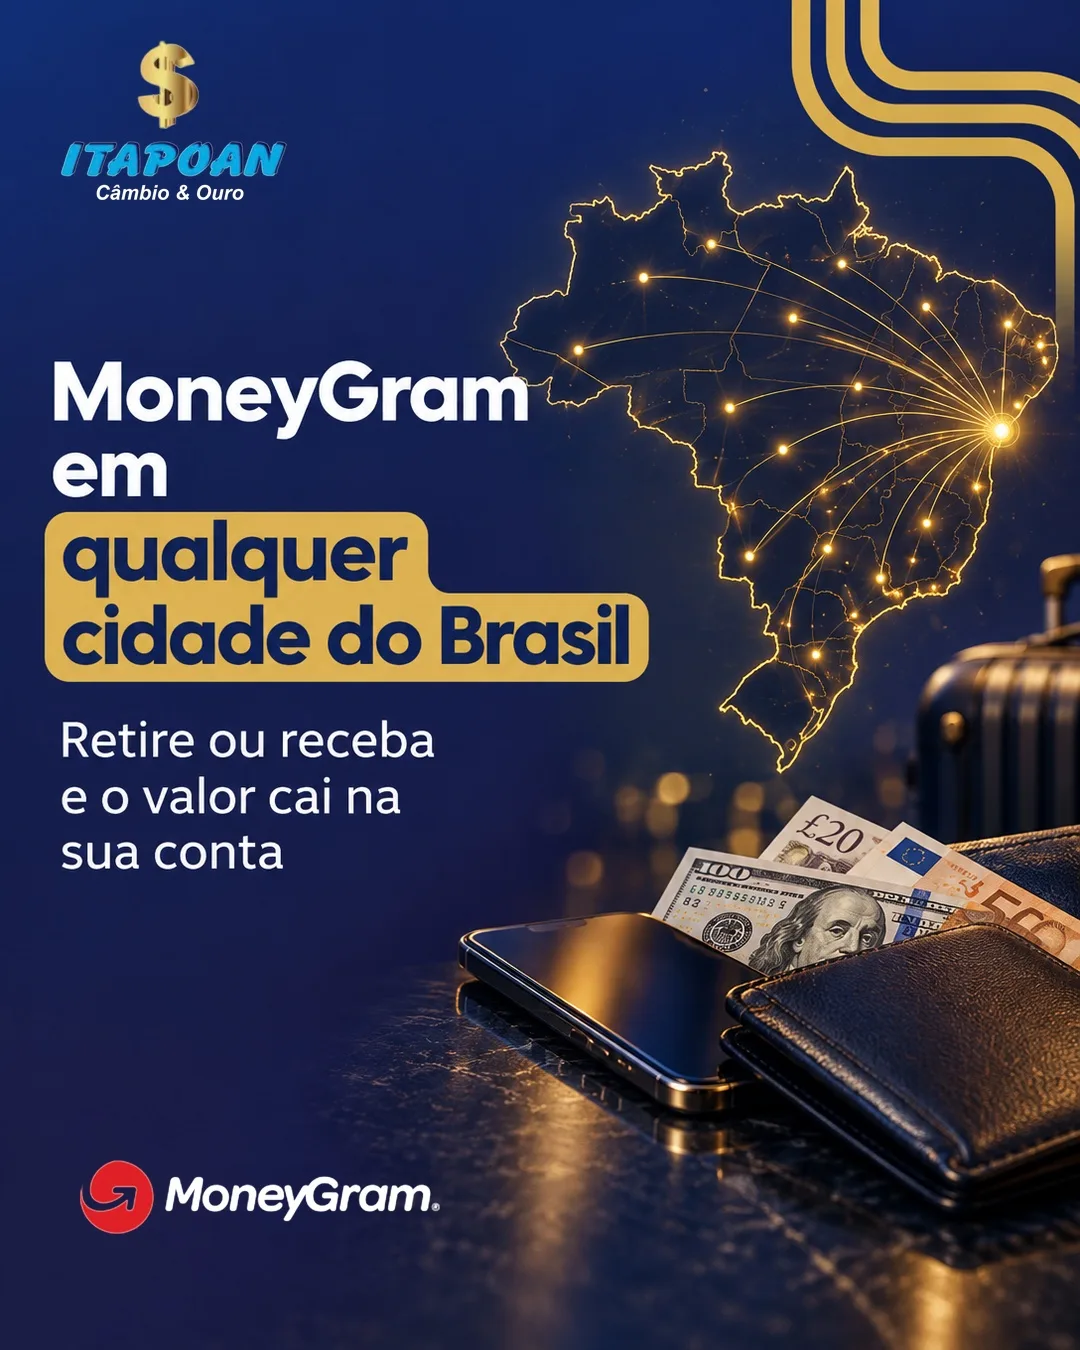 $
ITAPOAN
Câmbio & Ouro
MoneyGram
em
qualquer
cidade do Brasil
Retire ou receba
e o valor cai na
sua conta
£20
100
MoneyGram®